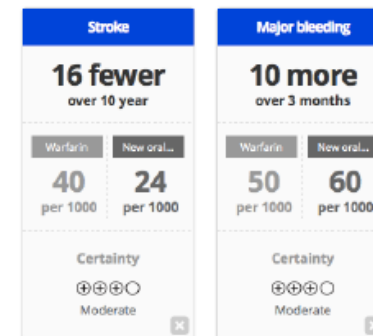 Stroke
16 fewer
over 10 year
Warfarin
New oral...
40
24
per 1000
per 1000
Certainty
⊕⊕⊕○
Moderate
Major bleeding
10 more
over 3 months
Warfarin
New oral...
50
60
per 1000
per 1000
Certainty
⊕⊕⊕○
Moderate